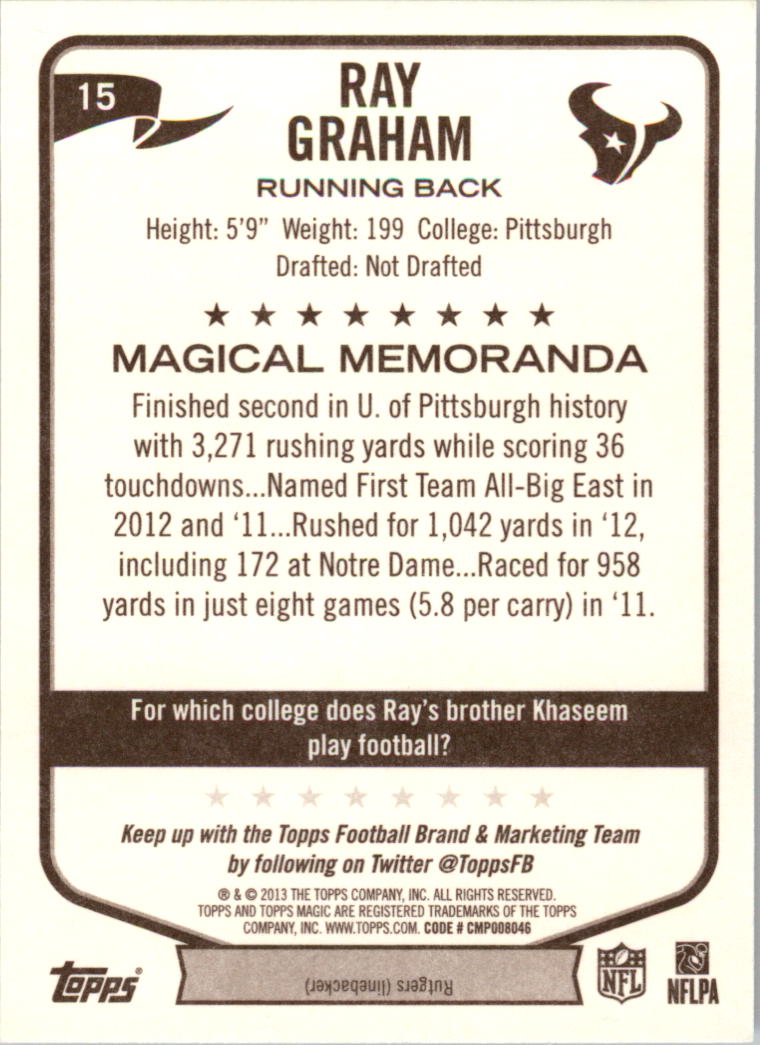 15
RAY
GRAHAM
RUNNING BACK
Height: 5'9" Weight: 199 College: Pittsburgh
Drafted: Not Drafted
MAGICAL MEMORANDA
Finished second in U. of Pittsburgh history
with 3,271 rushing yards while scoring 36
touchdowns...Named First Team All-Big East in
2012 and ‘11...Rushed for 1,042 yards in ‘12,
including 172 at Notre Dame...Raced for 958
yards in just eight games (5.8 per carry) in ‘11.
For which college does Ray's brother Khaseem
play football?
Keep up with the Topps Football Brand & Marketing Team
by following on Twitter @ToppsFB
® & © 2013 THE TOPPS COMPANY, INC. ALL RIGHTS RESERVED.
TOPPS AND TOPPS MAGIC ARE REGISTERED TRADEMARKS OF THE TOPPS
COMPANY, INC. WWW.TOPPS.COM. CODE # CMP008046
topps®
Rutgers (linebacker)
NFL
NFLPA